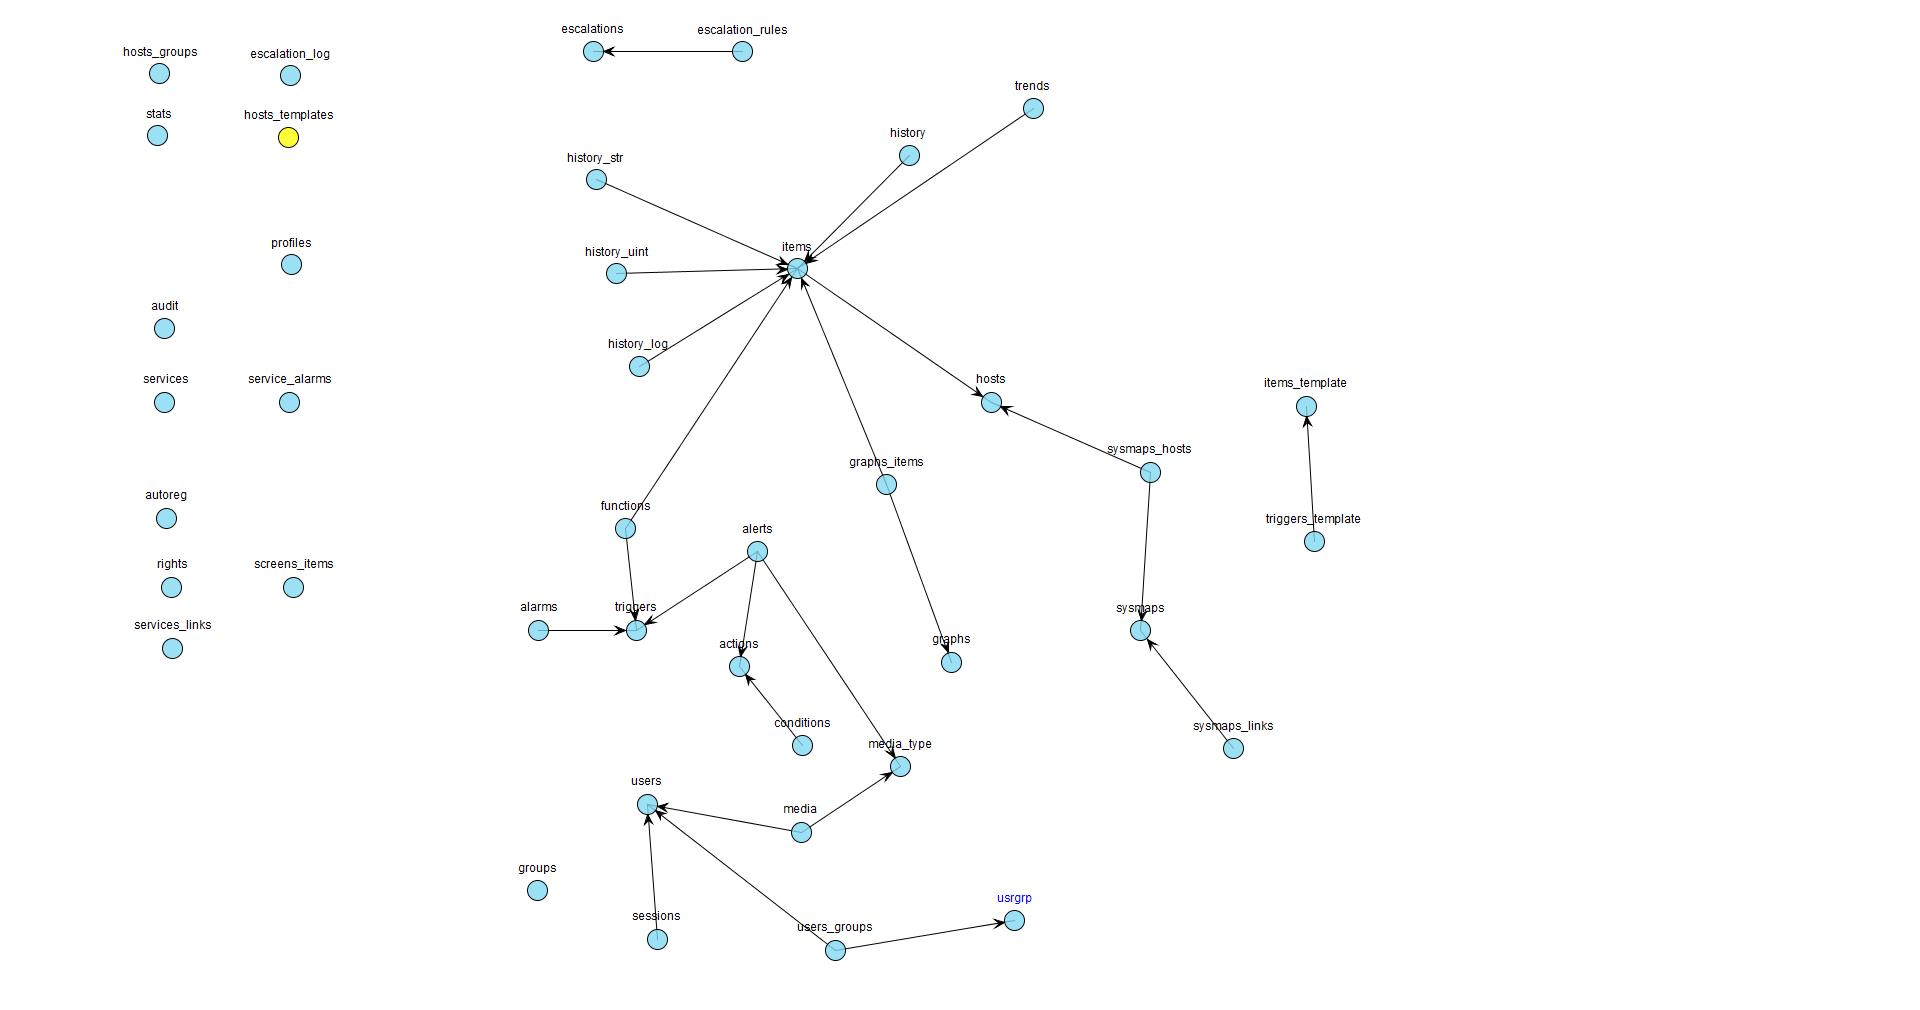 escalations
escalation_rules
hosts_groups
escalation_log
trends
stats
hosts_templates
history
history_str
profiles
items
history_uint
audit
history_log
services
service_alarms
hosts
items_template
sysmaps_hosts
graphs_items
autoreg
functions
triggers_template
alerts
rights
screens_items
alarms
triggers
sysmaps
services_links
actions
graphs
conditions
sysmaps_links
media_type
users
media
groups
usrgrp
sessions
users_groups